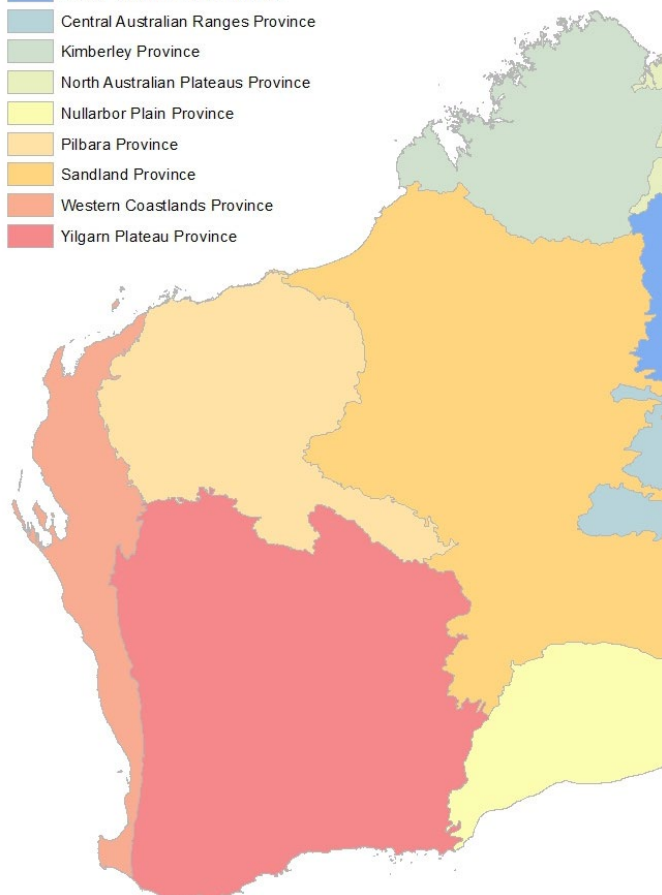 Central Australian Ranges Province
Kimberley Province
North Australian Plateaus Province
Nullarbor Plain Province
Pilbara Province
Sandland Province
Western Coastlands Province
Yilgarn Plateau Province